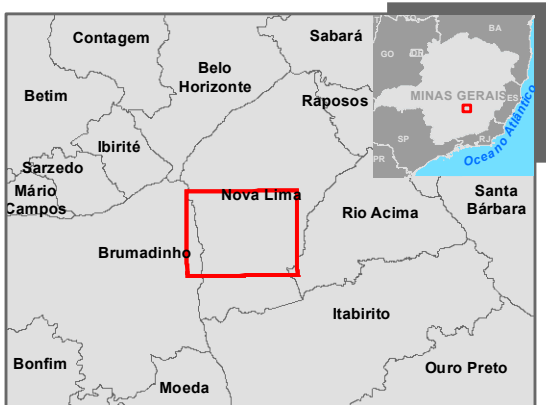 Contagem
Sabará
Belo
Horizonte
Betim
Raposos
Ibirité
Sarzedo
Mário
Campos
Nova Lima
Rio Acima
Santa
Bárbara
Brumadinho
Itabirito
Bonfim
Moeda
Ouro Preto
BA
GO
DF
MINAS GERAIS
ES
SP
RJ
PR
Oceano Atlântico